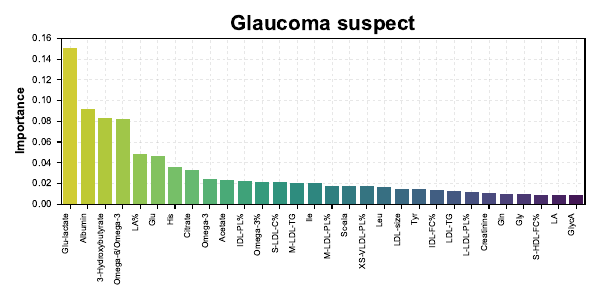 Glaucoma suspect
Importance
0.16
0.14
0.12
0.10
0.08
0.06
0.04
0.02
0.00
Glu-lactate
Albumin
3-Hydroxybutyrate
Omega-6/Omega-3
LA%
Glu
His
Citrate
Omega-3
Acetate
IDL-PL%
Omega-3%
S-LDL-C%
M-LDL-TG
Ile
M-LDL-PL%
XS-VLDL-PL%
Leu
LDL-size
Tyr
IDL-FC%
LDL-TG
L-LDL-PL%
Creatinine
Gln
Gly
S-HDL-FC%
LA
GlycA